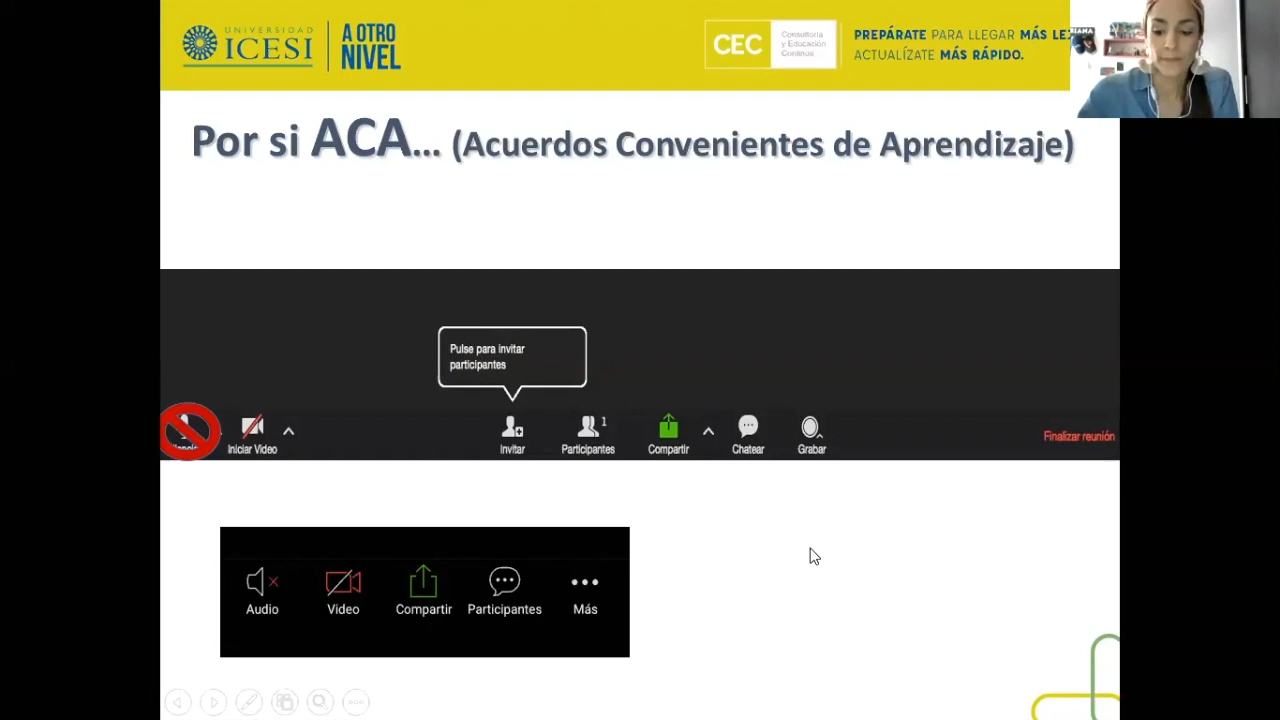 UNIVERSIDAD
ICESI
A OTRO
NIVEL
CEC
Consultoría
y Educación
Continua
PREPÁRATE PARA LLEGAR MÁS
ACTUALÍZATE MÁS RÁPIDO.
Por si ACA... (Acuerdos Convenientes de Aprendizaje)
Pulse para invitar
participantes
1
Iniciar Video
Invitar
Participantes
Compartir
Chatear
Grabar
Finalizar reunión
Audio
Video
Compartir
Participantes
Más